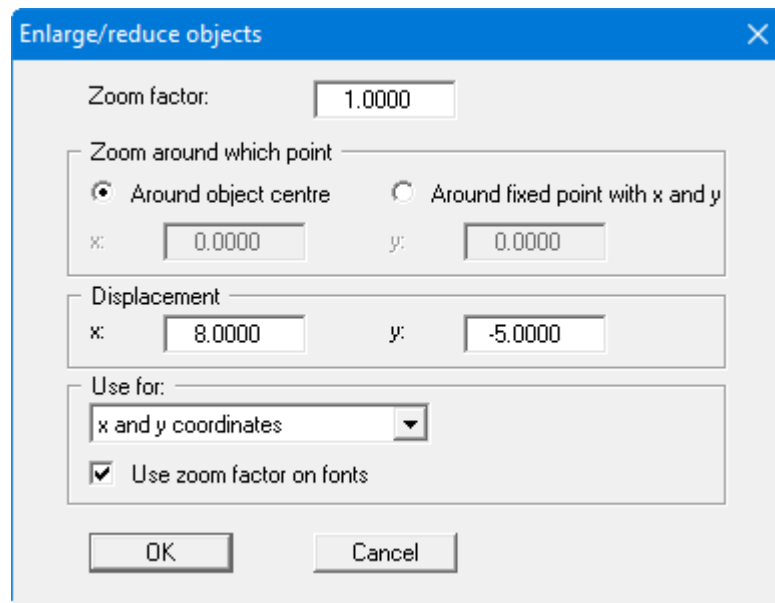 Enlarge/reduce objects
Zoom factor: 1.0000
Zoom around which point
Around object centre Around fixed point with x and y
x: 0.0000 y: 0.0000
Displacement
x: 8.0000 y: -5.0000
Use for:
x and y coordinates
Use zoom factor on fonts
OK Cancel